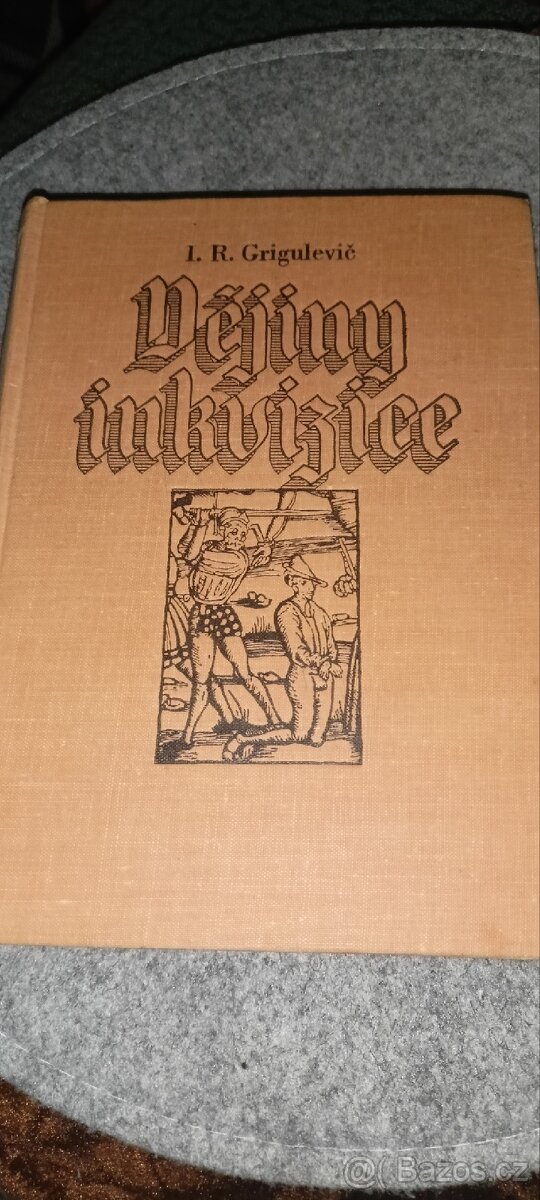 I. R. Grigulevič
Dějiny
inkvizice
@ Bazos.cz